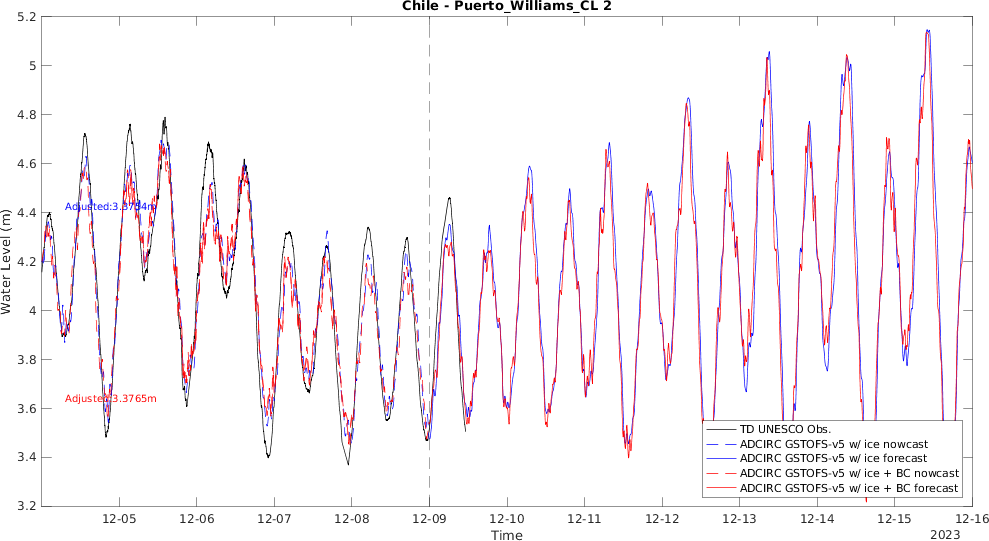 Chile - Puerto_Williams_CL 2
5.2
5
4.8
4.6
4.4
4.2
4
3.8
3.6
3.4
3.2
Water Level (m)
Adjusted:3.3754m
Adjusted:3.3765m
TD UNESCO Obs.
ADCIRC GSTOFS-v5 w/ ice nowcast
ADCIRC GSTOFS-v5 w/ ice forecast
ADCIRC GSTOFS-v5 w/ ice + BC nowcast
ADCIRC GSTOFS-v5 w/ ice + BC forecast
12-05 12-06 12-07 12-08 12-09 12-10 12-11 12-12 12-13 12-14 12-15 12-16
Time
2023